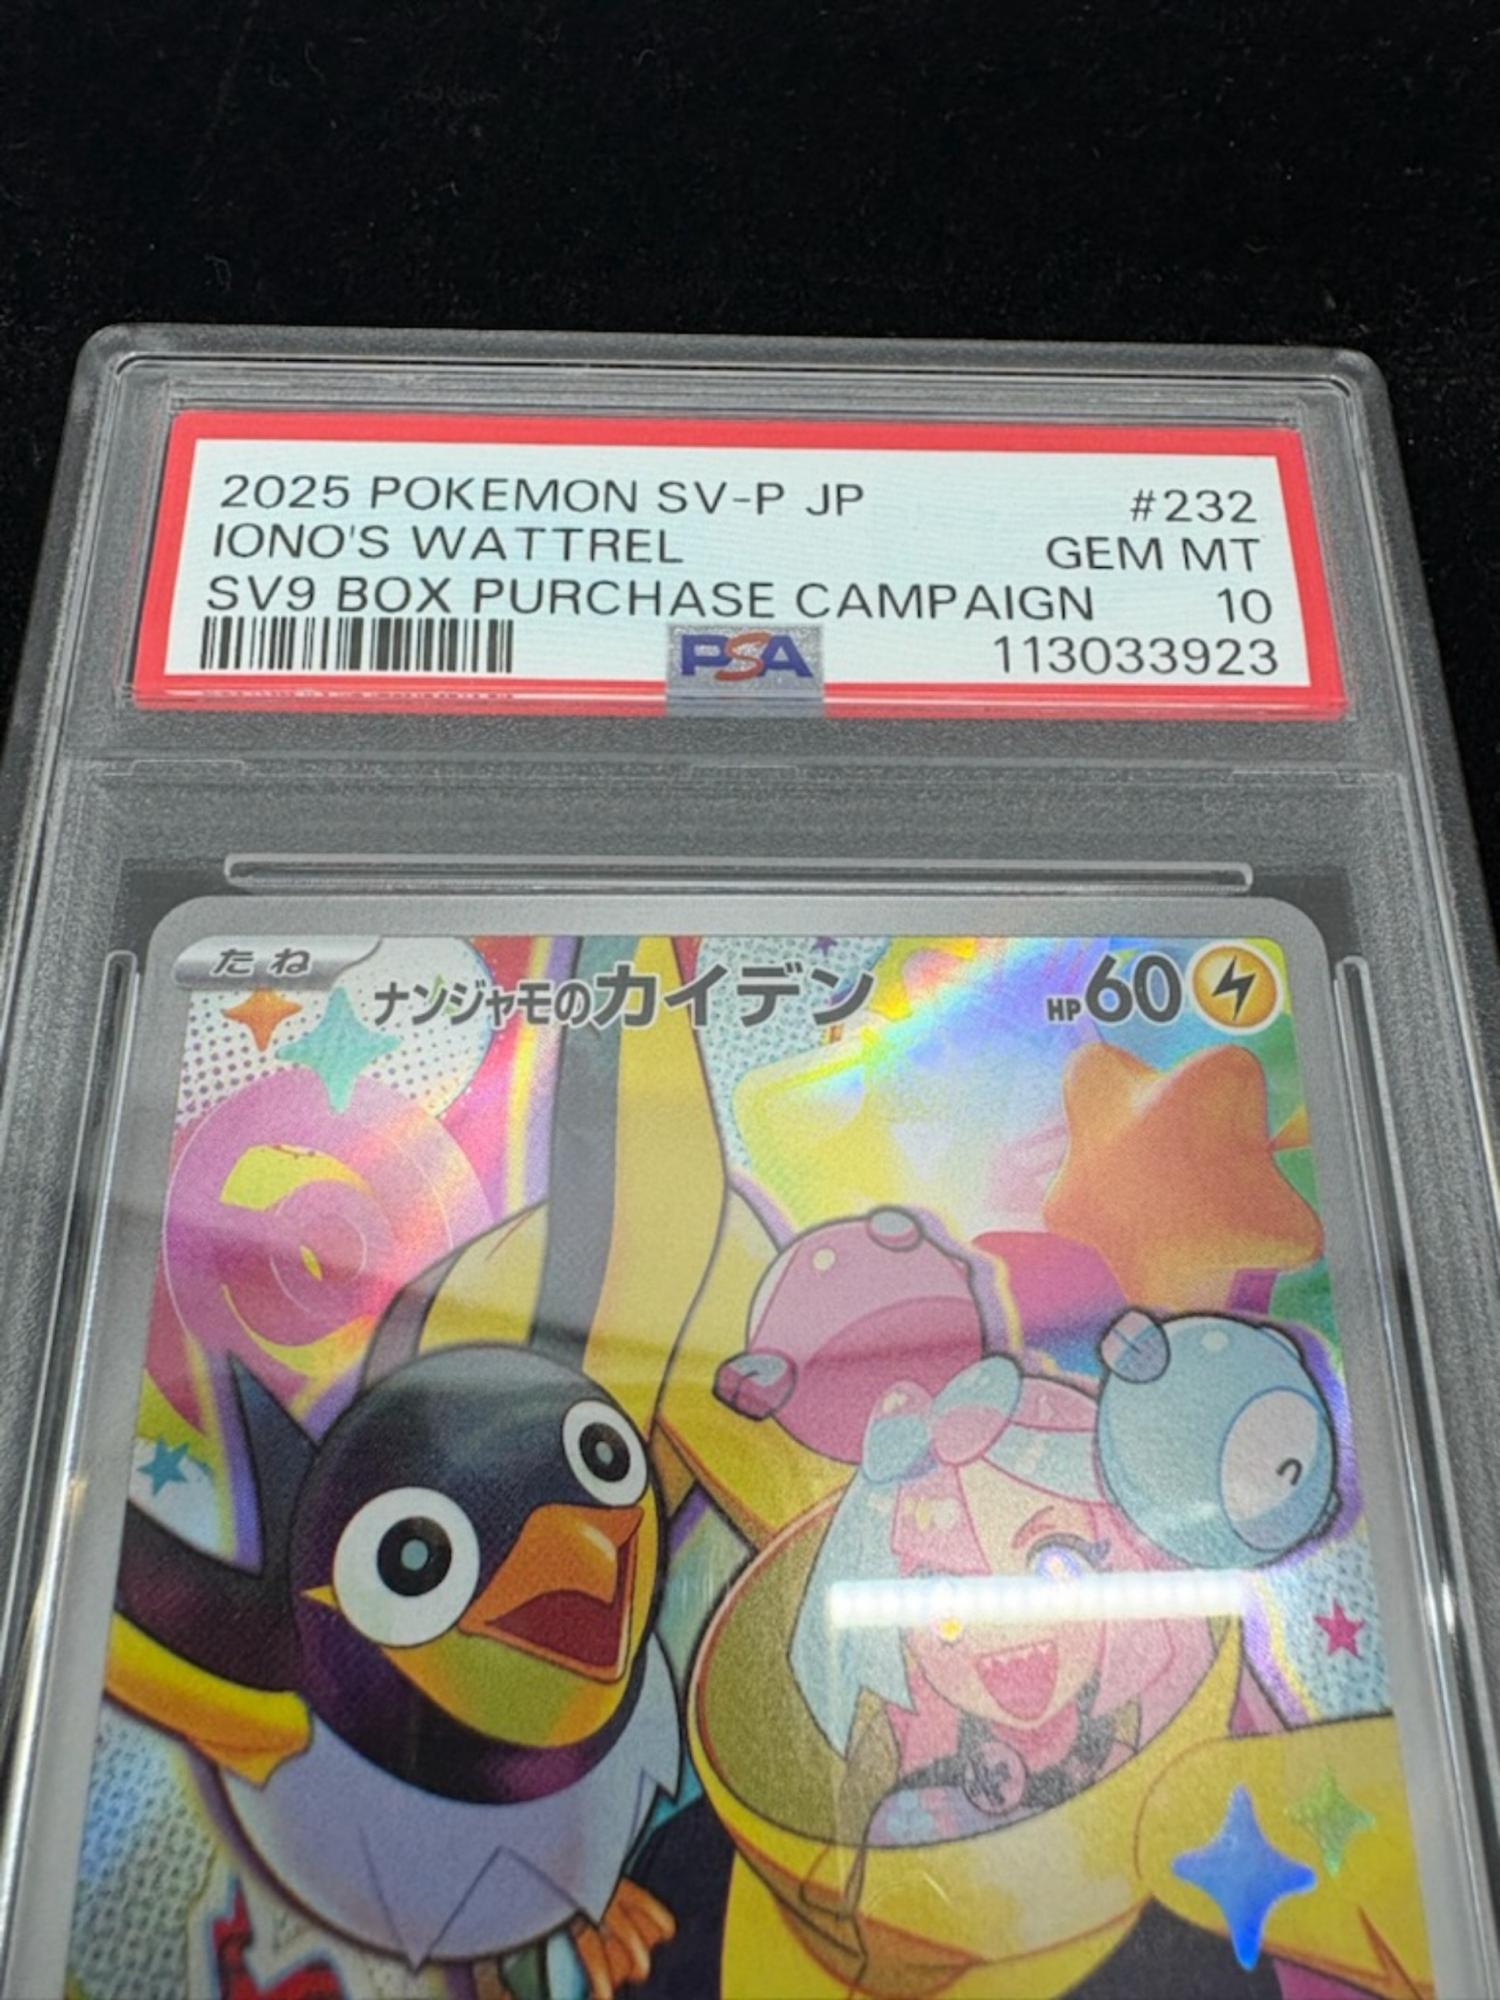 2025 POKEMON SV-P JP #232
IONO'S WATTREL GEM MT
SV9 BOX PURCHASE CAMPAIGN 10
PSA 113033923
たね ナンジャモのカイデン HP60